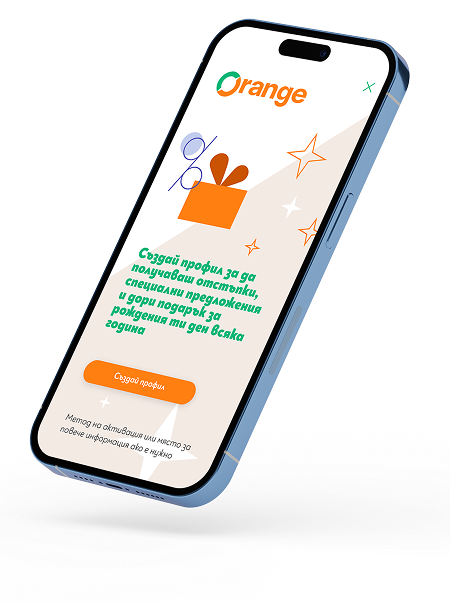 Orange
Създай профил за да
получаваш отстъпки,
специални предложения
и дори подарък за
рождения ти ден всяка
година
Създай профил
Метод на активация или място за
повече информация ако е нужно